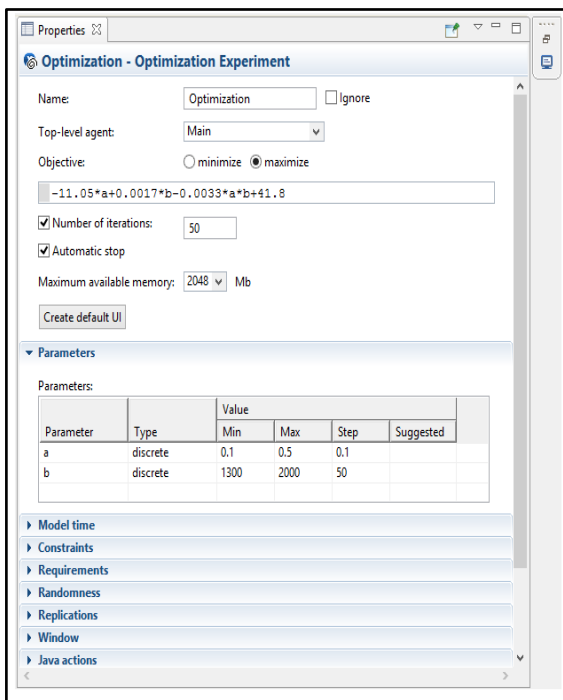 Properties
Optimization - Optimization Experiment
Name: Optimization Ignore
Top-level agent: Main
Objective: minimize maximize
-11.05*a+0.0017*b-0.0033*a*b+41.8
Number of iterations: 50
Automatic stop
Maximum available memory: 2048 Mb
Create default UI
Parameters
Parameters:
Value
Parameter Type Min Max Step Suggested
a discrete 0.1 0.5 0.1
b discrete 1300 2000 50
Model time
Constraints
Requirements
Randomness
Replications
Window
Java actions